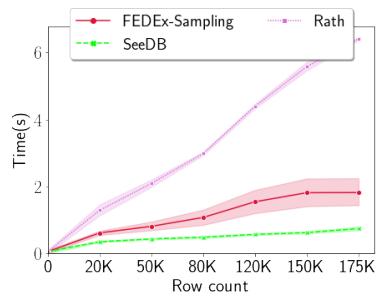 FEDEx-Sampling
Rath
SeeDB
Time(s)
6
4
2
0
0 20K 50K 80K 120K 150K 175K
Row count